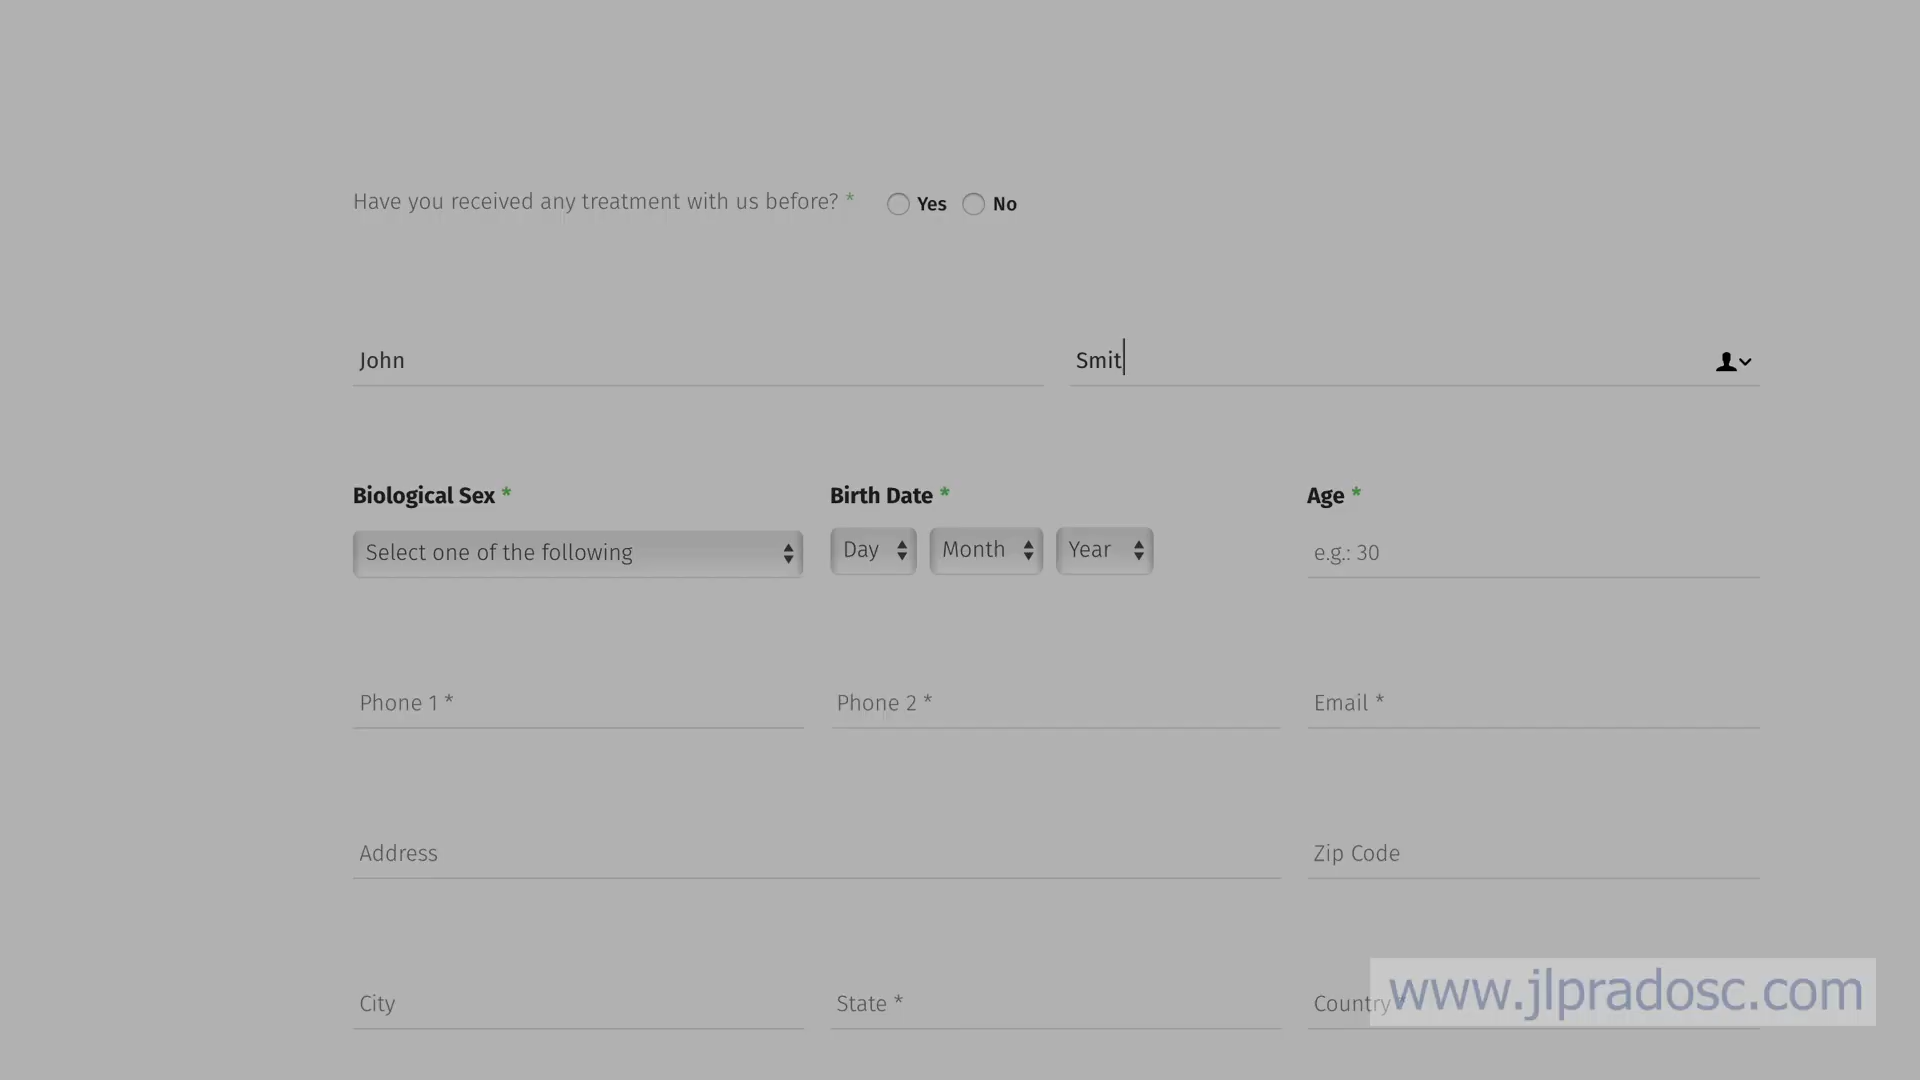 Have you received any treatment with us before? * Yes No
John Smit
Biological Sex * Birth Date * Age *
Select one of the following Day Month Year e.g.: 30
Phone 1 * Phone 2 * Email *
Address Zip Code
City State * Country *
www.jlpradosc.com